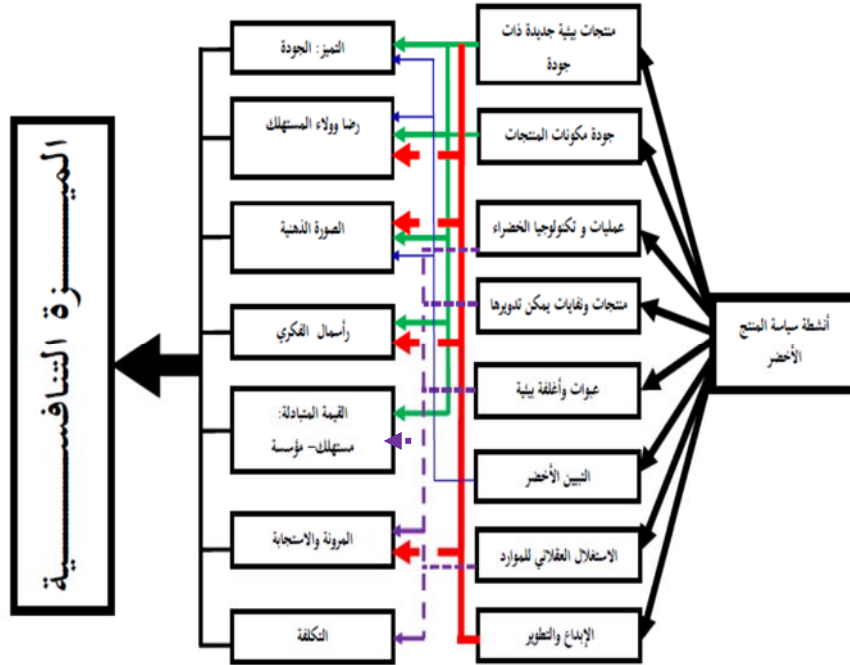 أنشطة سياسة المنتج
الأخضر
منتجات بيئية جديدة ذات
جودة
جودة مكونات المنتجات
عمليات و تكنولوجيا الخضراء
منتجات ونفايات يمكن تدويرها
عبوات وأغلفة بيئية
التبيين الأخضر
الاستغلال العقلاني للموارد
الإبداع والتطوير
التميز: الجودة
رضا وولاء المستهلك
الصورة الذهنية
رأسمال الفكري
القيمة المتبادلة:
مستهلك– مؤسسة
المرونة والاستجابة
التكلفة
الميـــــزة التنافســـــــية